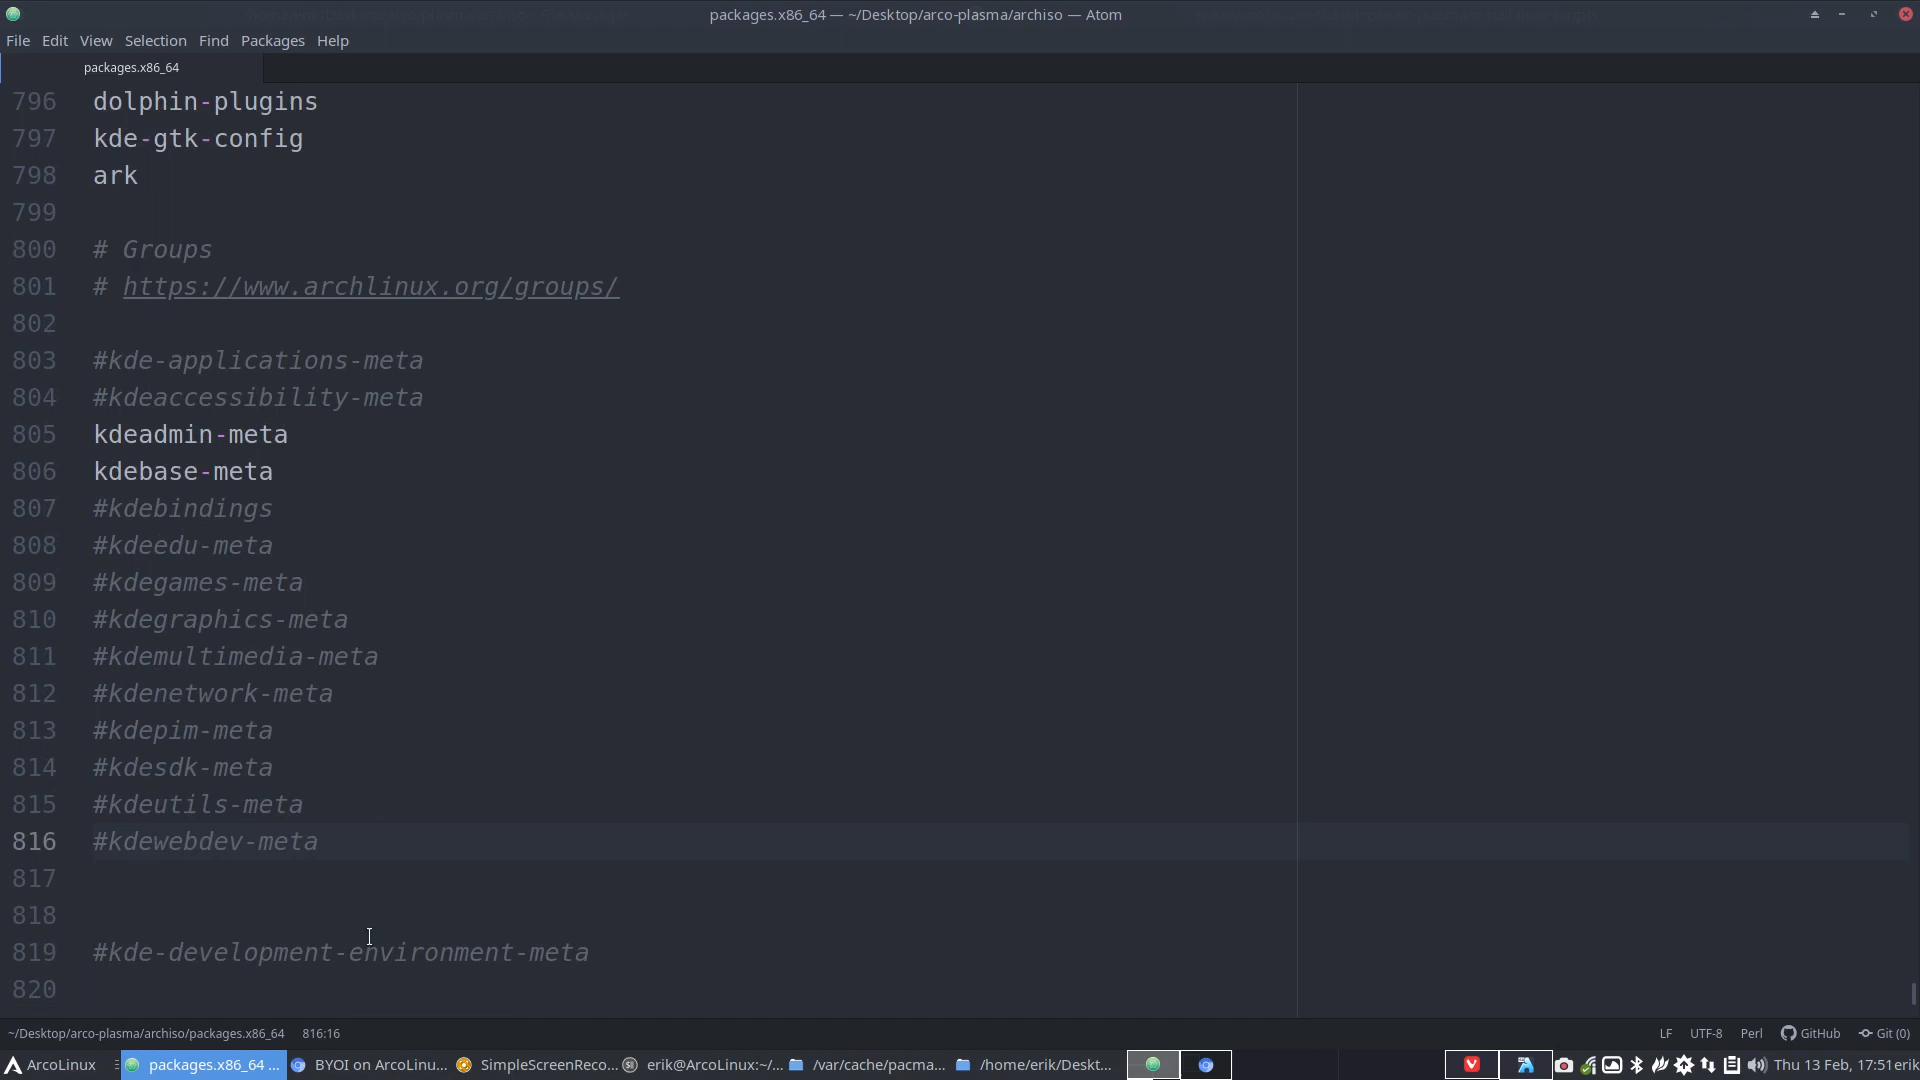 packages.x86_64 — ~/Desktop/arco-plasma/archiso — Atom
File Edit View Selection Find Packages Help
packages.x86_64
796 dolphin-plugins
797 kde-gtk-config
798 ark
799
800 # Groups
801 # https://www.archlinux.org/groups/
802
803 #kde-applications-meta
804 #kdeaccessibility-meta
805 kdeadmin-meta
806 kdebase-meta
807 #kdebindings
808 #kdeedu-meta
809 #kdegames-meta
810 #kdegraphics-meta
811 #kdemultimedia-meta
812 #kdenetwork-meta
813 #kdepim-meta
814 #kdesdk-meta
815 #kdeutils-meta
816 #kdewebdev-meta
817
818
819 #kde-development-environment-meta
820
~/Desktop/arco-plasma/archiso/packages.x86_64 816:16 LF UTF-8 Perl GitHub Git (0)
ArcoLinux packages.x86_64 ... BYOI on ArcoLinu... SimpleScreenReco... erik@ArcoLinux:~/... /var/cache/pacma... /home/erik/Deskt... Thu 13 Feb, 17:51 erik